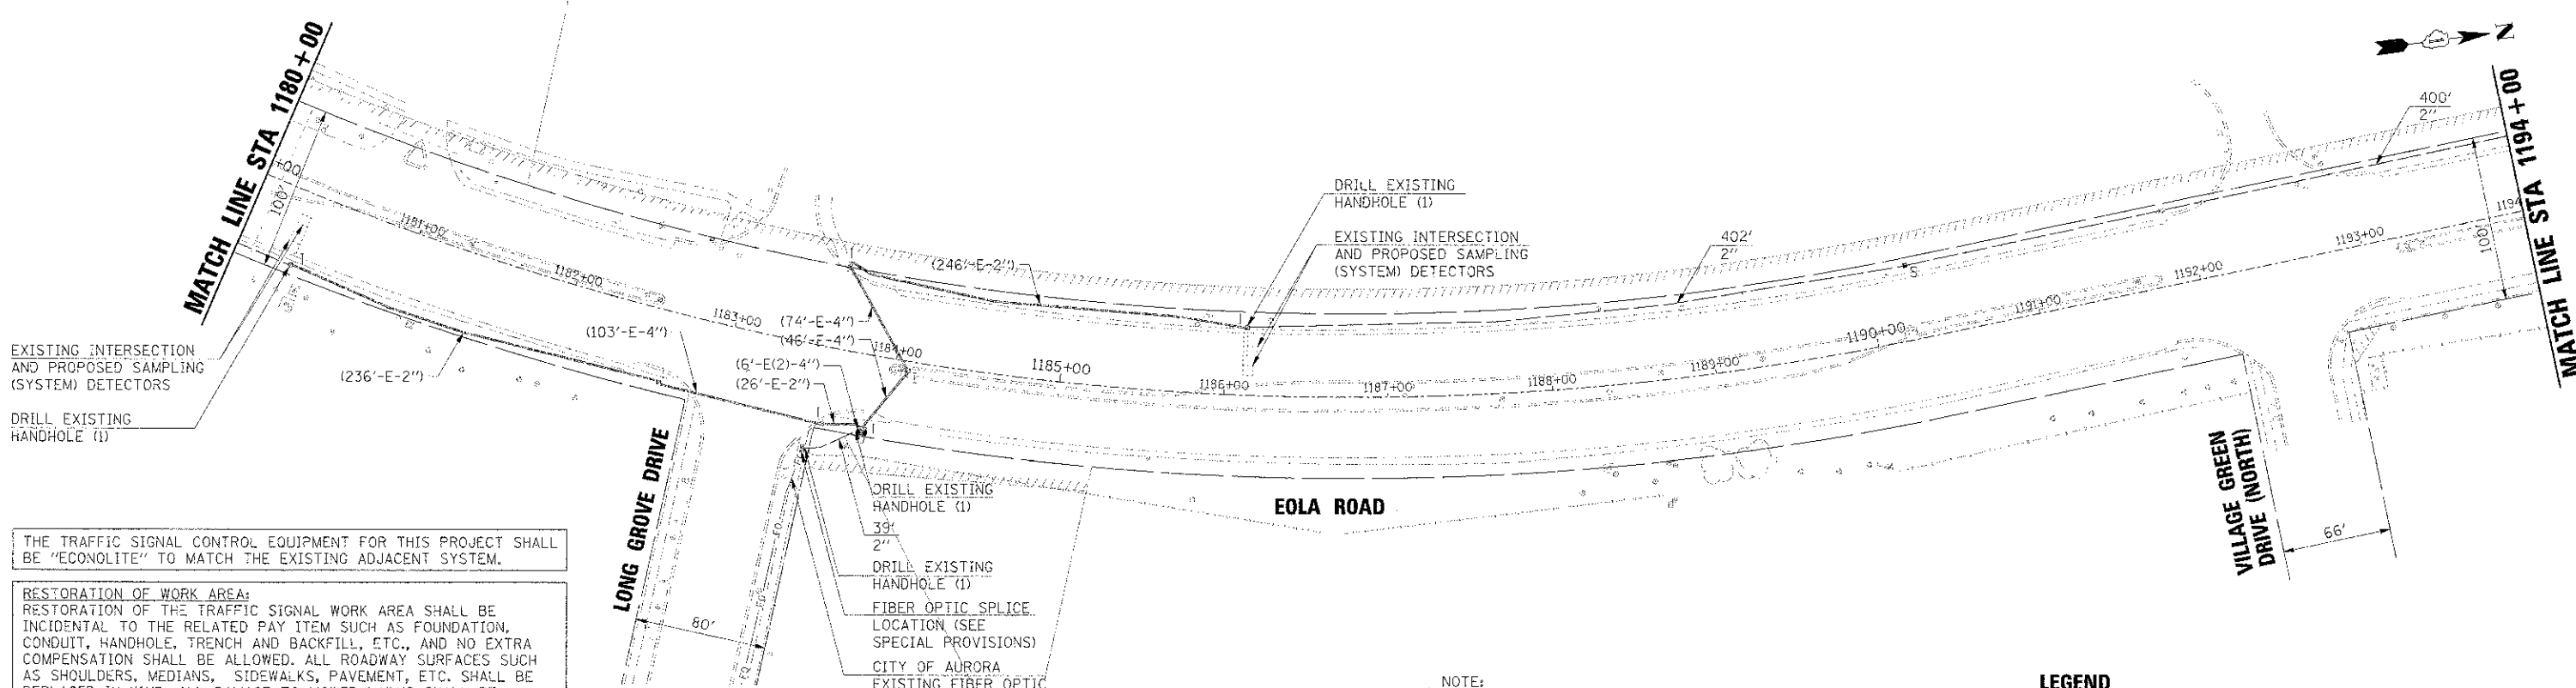 MATCH LINE STA 1180+00
MATCH LINE STA 1194+00
N
400'
2"
100'
+00
1181+00
1182+00
1183+00
1184+00
1185+00
1186+00
1187+00
1188+00
1189+00
1190+00
1191+00
1192+00
1193+00
1194
100'
DRILL EXISTING
HANDHOLE (1)
EXISTING INTERSECTION
AND PROPOSED SAMPLING
(SYSTEM) DETECTORS
402'
2"
S
(246'-E-2")
(74'-E-4")
(46'-E-4")
(6'-E(2)-4")
(26'-E-2")
(103'-E-4")
(236'-E-2")
EXISTING INTERSECTION
AND PROPOSED SAMPLING
(SYSTEM) DETECTORS
DRILL EXISTING
HANDHOLE (1)
DRILL EXISTING
HANDHOLE (1)
39'
2"
DRILL EXISTING
HANDHOLE (1)
FIBER OPTIC SPLICE
LOCATION (SEE
SPECIAL PROVISIONS)
CITY OF AURORA
EXISTING FIBER OPTIC
EOLA ROAD
LONG GROVE DRIVE
80'
VILLAGE GREEN
DRIVE (NORTH)
66'
THE TRAFFIC SIGNAL CONTROL EQUIPMENT FOR THIS PROJECT SHALL
BE "ECONOLITE" TO MATCH THE EXISTING ADJACENT SYSTEM.
RESTORATION OF WORK AREA:
RESTORATION OF THE TRAFFIC SIGNAL WORK AREA SHALL BE
INCIDENTAL TO THE RELATED PAY ITEM SUCH AS FOUNDATION,
CONDUIT, HANDHOLE, TRENCH AND BACKFILL, ETC., AND NO EXTRA
COMPENSATION SHALL BE ALLOWED. ALL ROADWAY SURFACES SUCH
AS SHOULDERS, MEDIANS, SIDEWALKS, PAVEMENT, ETC. SHALL BE
NOTE:
LEGEND